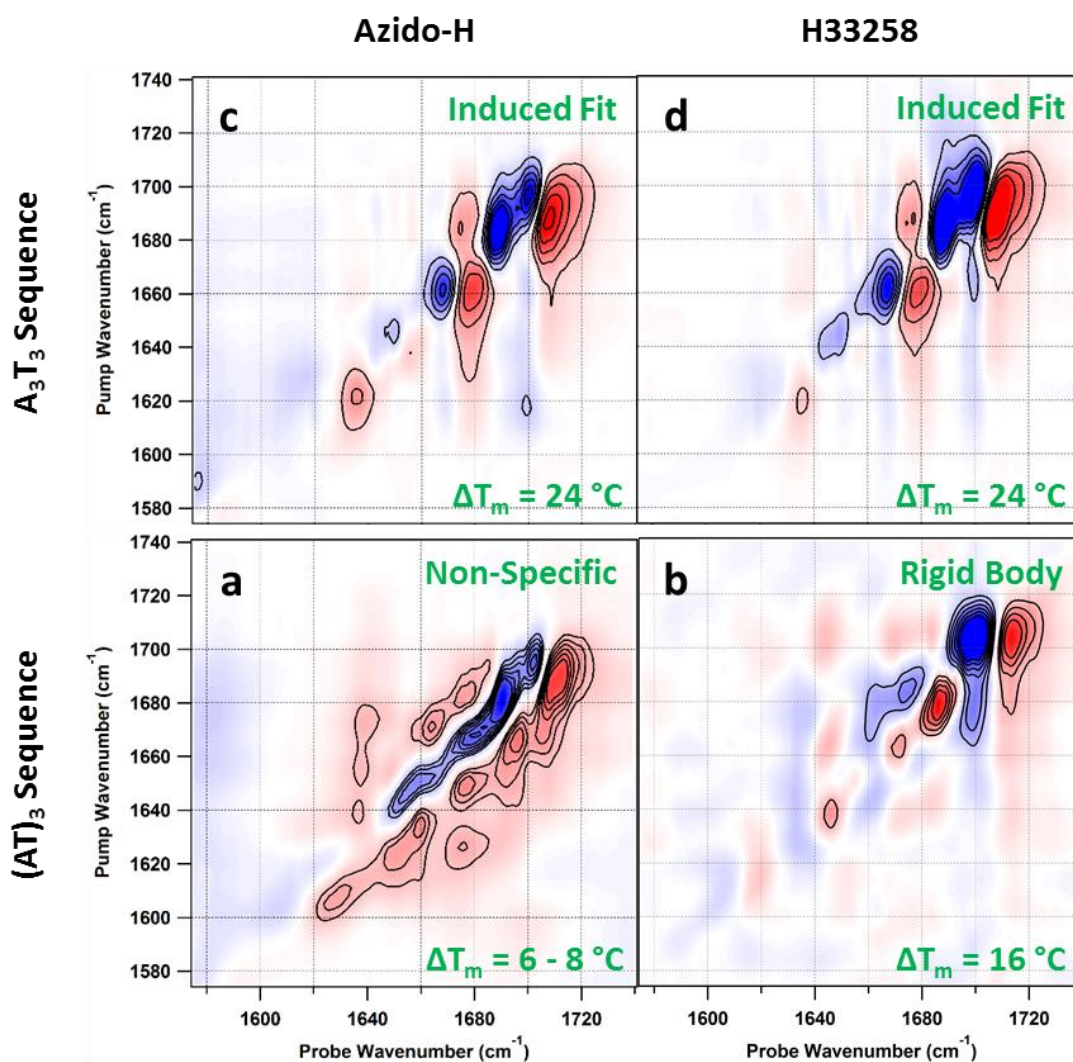 Azido-H H33258
A₃T₃ Sequence
Pump Wavenumber (cm⁻¹)
1740
1720
1700
1680
1660
1640
1620
1600
1580
c
Induced Fit
ΔTₘ = 24 °C
d
Induced Fit
ΔTₘ = 24 °C
(AT)₃ Sequence
Pump Wavenumber (cm⁻¹)
1740
1720
1700
1680
1660
1640
1620
1600
1580
a
Non-Specific
ΔTₘ = 6 - 8 °C
b
Rigid Body
ΔTₘ = 16 °C
1600 1640 1680 1720
Probe Wavenumber (cm⁻¹)
1600 1640 1680 1720
Probe Wavenumber (cm⁻¹)